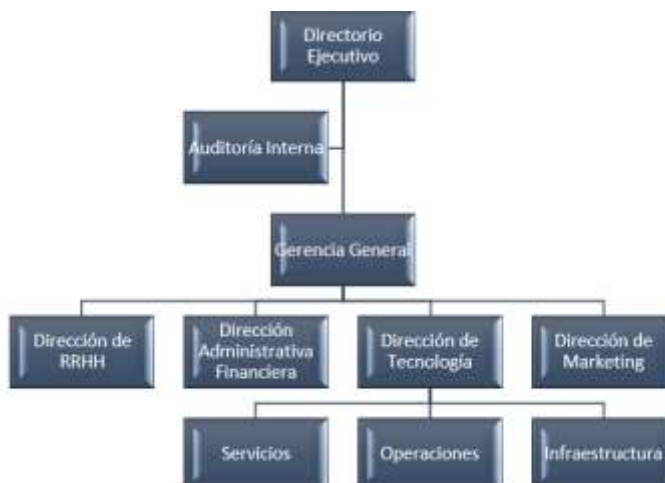 Directorio
Ejecutivo
Auditoría Interna
Gerencia General
Dirección de
RRHH
Dirección
Administrativa
Financiera
Dirección de
Tecnología
Dirección de
Marketing
Servicios
Operaciones
Infraestructura